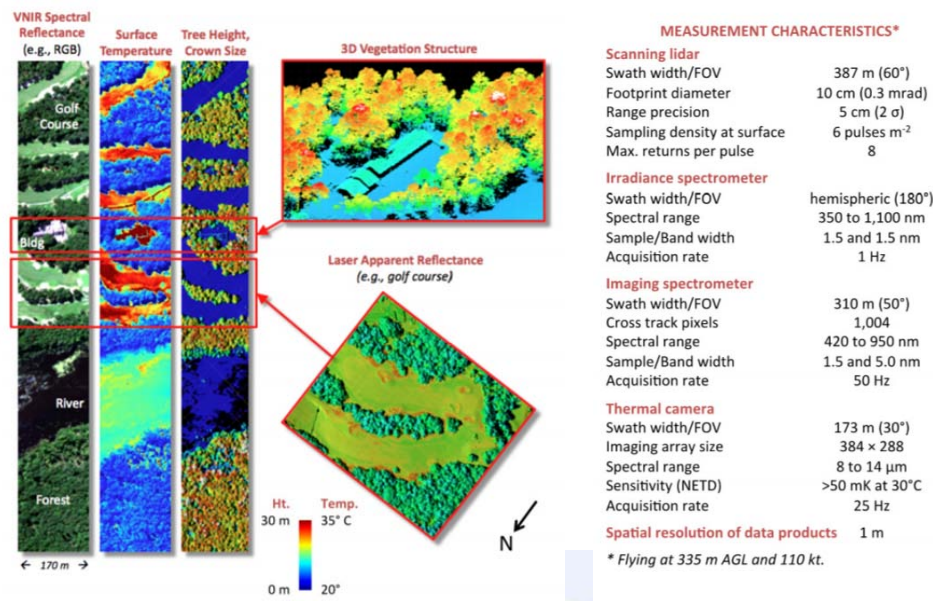 VNIR Spectral
Reflectance
(e.g., RGB)
Surface
Temperature
Tree Height,
Crown Size
Golf
Course
Bldg
River
Forest
← 170 m →
3D Vegetation Structure
Laser Apparent Reflectance
(e.g., golf course)
Ht. Temp.
30 m 35° C
0 m 20°
N
MEASUREMENT CHARACTERISTICS*
Scanning lidar
Swath width/FOV 387 m (60°)
Footprint diameter 10 cm (0.3 mrad)
Range precision 5 cm (2 σ)
Sampling density at surface 6 pulses m⁻²
Max. returns per pulse 8
Irradiance spectrometer
Swath width/FOV hemispheric (180°)
Spectral range 350 to 1,100 nm
Sample/Band width 1.5 and 1.5 nm
Acquisition rate 1 Hz
Imaging spectrometer
Swath width/FOV 310 m (50°)
Cross track pixels 1,004
Spectral range 420 to 950 nm
Sample/Band width 1.5 and 5.0 nm
Acquisition rate 50 Hz
Thermal camera
Swath width/FOV 173 m (30°)
Imaging array size 384 × 288
Spectral range 8 to 14 μm
Sensitivity (NETD) >50 mK at 30°C
Acquisition rate 25 Hz
Spatial resolution of data products 1 m
* Flying at 335 m AGL and 110 kt.